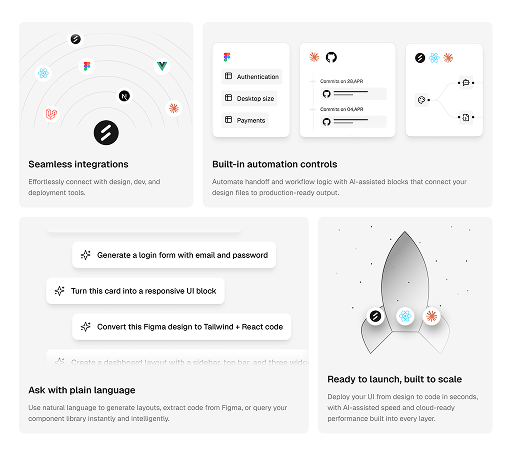 Seamless integrations
Effortlessly connect with design, dev, and
deployment tools.
Authentication
Desktop size
Payments
Commits on 28,APR
Commits on 04,APR
Built-in automation controls
Automate handoff and workflow logic with AI-assisted blocks that connect your
design files to production-ready output.
Generate a login form with email and password
Turn this card into a responsive UI block
Convert this Figma design to Tailwind + React code
Create a dashboard layout with a sidebar, top bar, and three widg
Ask with plain language
Use natural language to generate layouts, extract code from Figma, or query your
component library instantly and intelligently.
Ready to launch, built to scale
Deploy your UI from design to code in seconds,
with AI-assisted speed and cloud-ready
performance built into every layer.